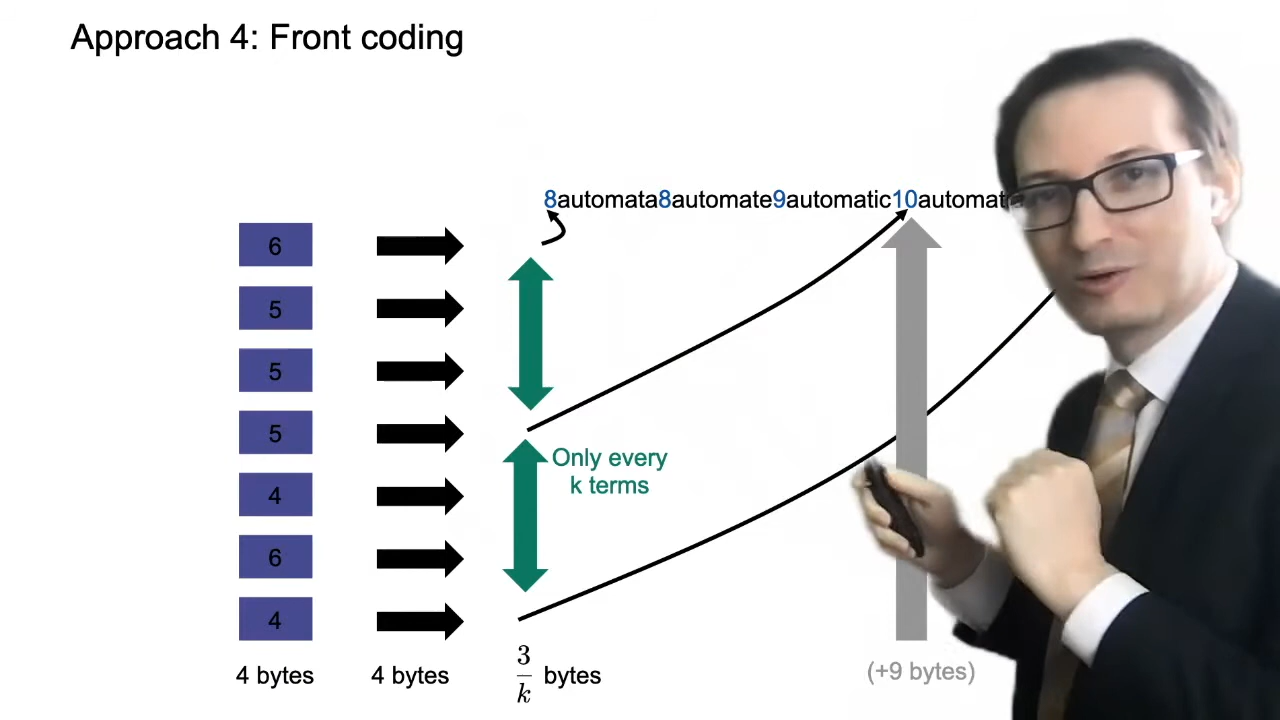 Approach 4: Front coding
8automata8automate9automatic10automat
6
5
5
5
4
6
4
Only every
k terms
4 bytes
4 bytes
3
k
bytes
(+9 bytes)